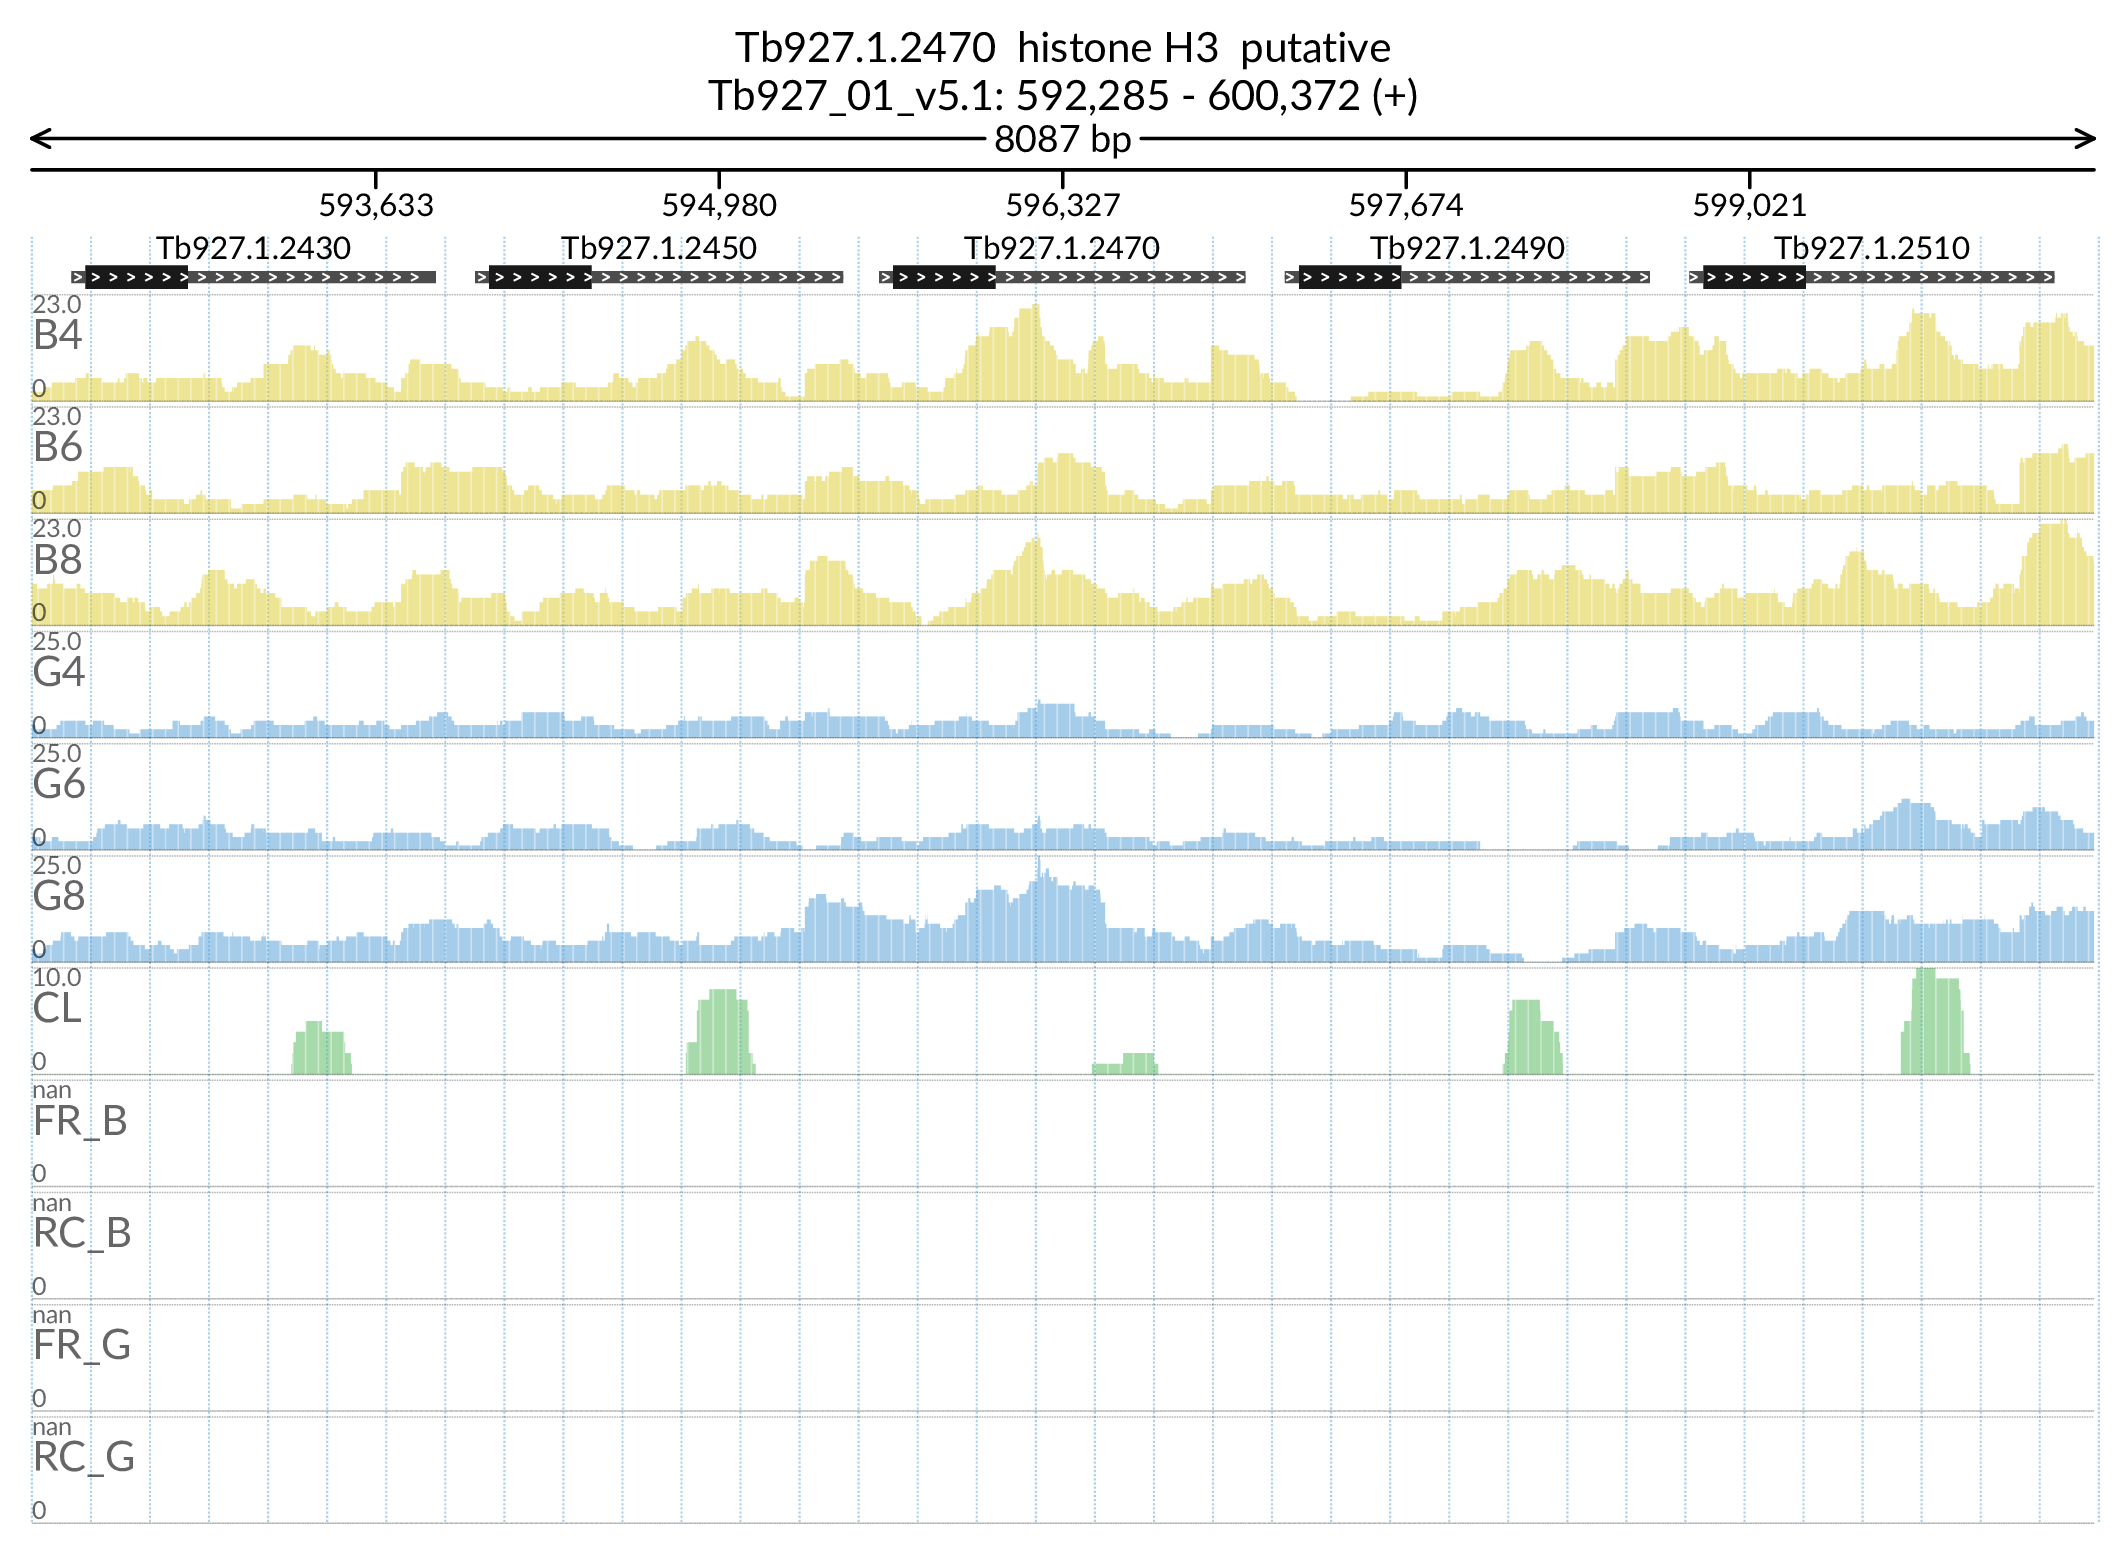 Tb927.1.2470  histone H3  putative
Tb927_01_v5.1: 592,285 - 600,372 (+)
8087 bp
593,633 594,980 596,327 597,674 599,021
Tb927.1.2430 Tb927.1.2450 Tb927.1.2470 Tb927.1.2490 Tb927.1.2510
23.0
B4
0
23.0
B6
0
23.0
B8
0
25.0
G4
0
25.0
G6
0
25.0
G8
0
10.0
CL
0
nan
FR_B
0
nan
RC_B
0
nan
FR_G
0
nan
RC_G
0